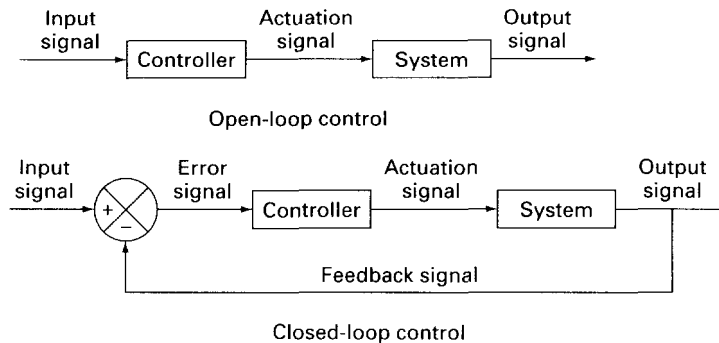 Input
signal
Actuation
signal
Output
signal
Controller
System
Open-loop control
Input
signal
Error
signal
Actuation
signal
Output
signal
+
−
Controller
System
Feedback signal
Closed-loop control